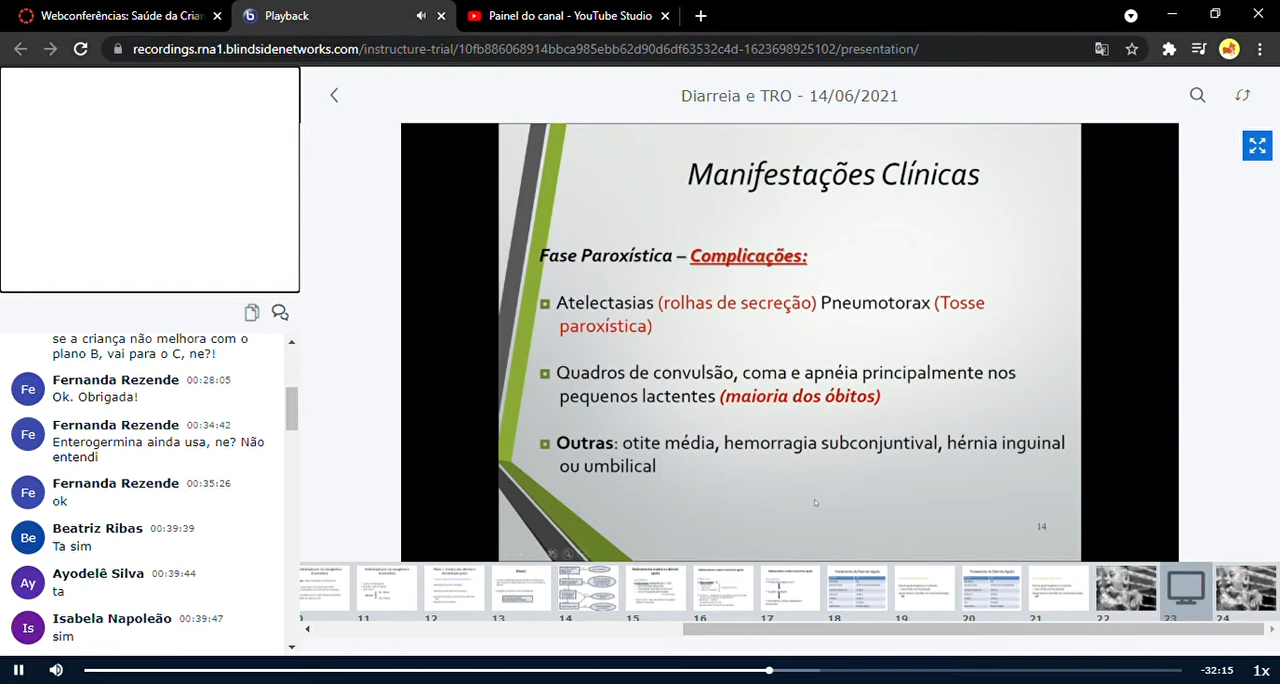 Webconferências: Saúde da Crian
Playback
Painel do canal - YouTube Studio
recordings.rna1.blindsidenetworks.com/instructure-trial/10fb886068914bbca985ebb62d90d6df63532c4d-1623698925102/presentation/
Diarreia e TRO - 14/06/2021
Manifestações Clínicas
Fase Paroxística – Complicações:
Atelectasias (rolhas de secreção) Pneumotorax (Tosse
paroxística)
Quadros de convulsão, coma e apnéia principalmente nos
pequenos lactentes (maioria dos óbitos)
Outras: otite média, hemorragia subconjuntival, hérnia inguinal
ou umbilical
14
se a criança não melhora com o
plano B, vai para o C, ne?!
Fe
Fernanda Rezende 00:28:05
Ok. Obrigada!
Fe
Fernanda Rezende 00:34:42
Enterogermina ainda usa, ne? Não
entendi
Fe
Fernanda Rezende 00:35:26
ok
Be
Beatriz Ribas 00:39:39
Ta sim
Ay
Ayodelê Silva 00:39:44
ta
Is
Isabela Napoleão 00:39:47
sim
11 12 13 14 15 16 17 18 19 20 21 22 23 24
-32:15 1x